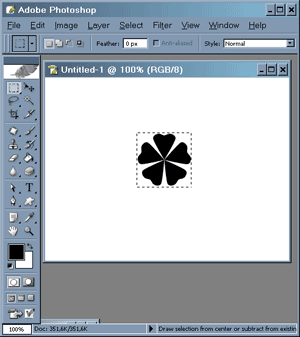 Adobe Photoshop
File Edit Image Layer Select Filter View Window Help
Feather: 0 px Anti-aliased Style: Normal
Untitled-1 @ 100% (RGB/8)
T
100% Doc: 351,6K/351,6K Draw selection from center or subtract from existin